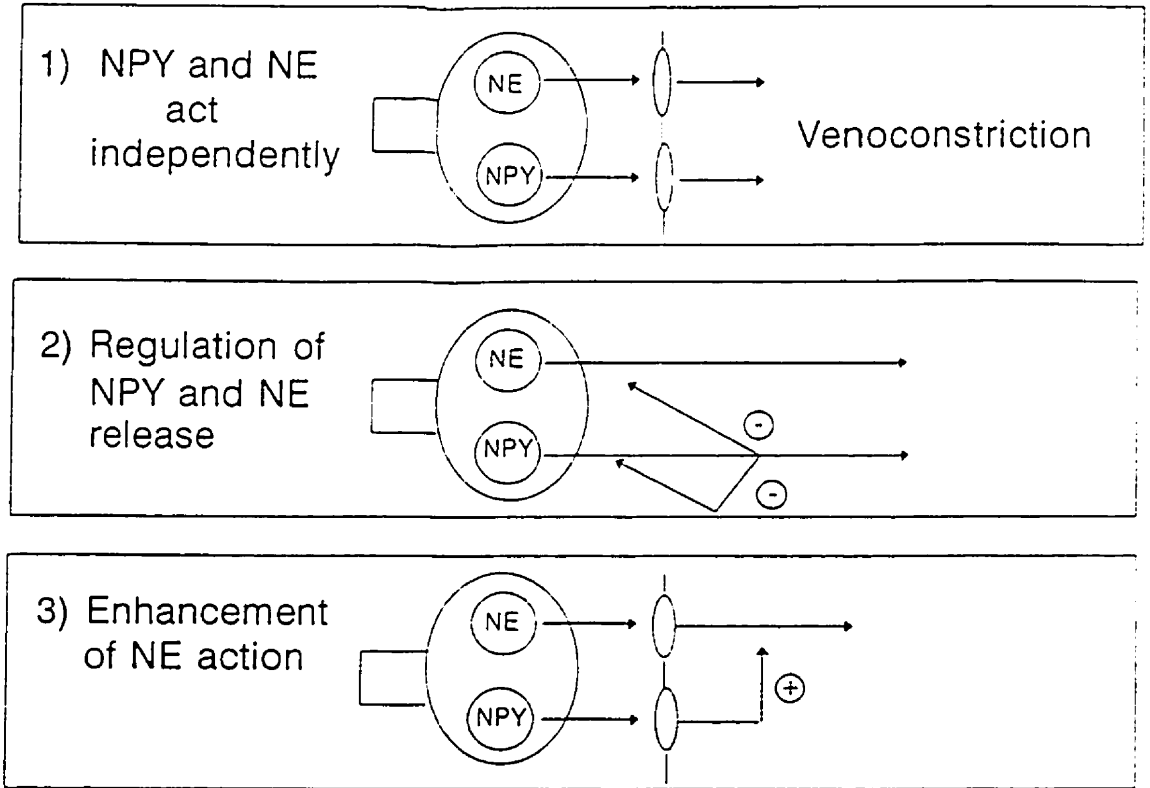 1) NPY and NE
act
independently
NE
NPY
Venoconstriction
2) Regulation of
NPY and NE
release
NE
NPY
-
-
3) Enhancement
of NE action
NE
NPY
+